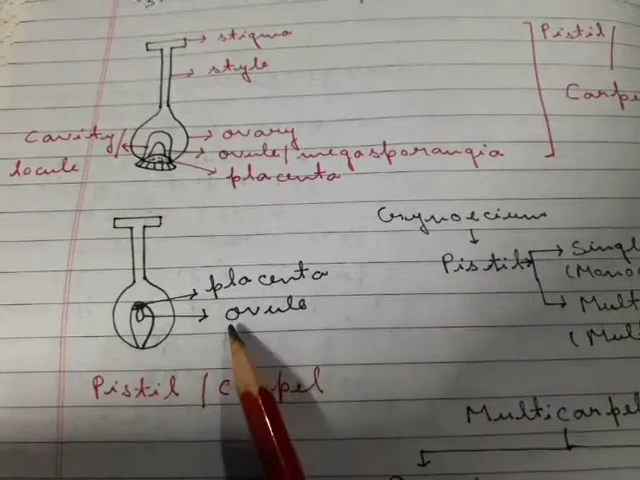 stigma
style
Pistil /
Carpe
cavity/
locule
ovary
ovule/megasporangia
placenta
Gynoecium
Pistil
Singl
(Mono
Mult
(Mul
placenta
ovule
Pistil / Carpel
Multicarpel